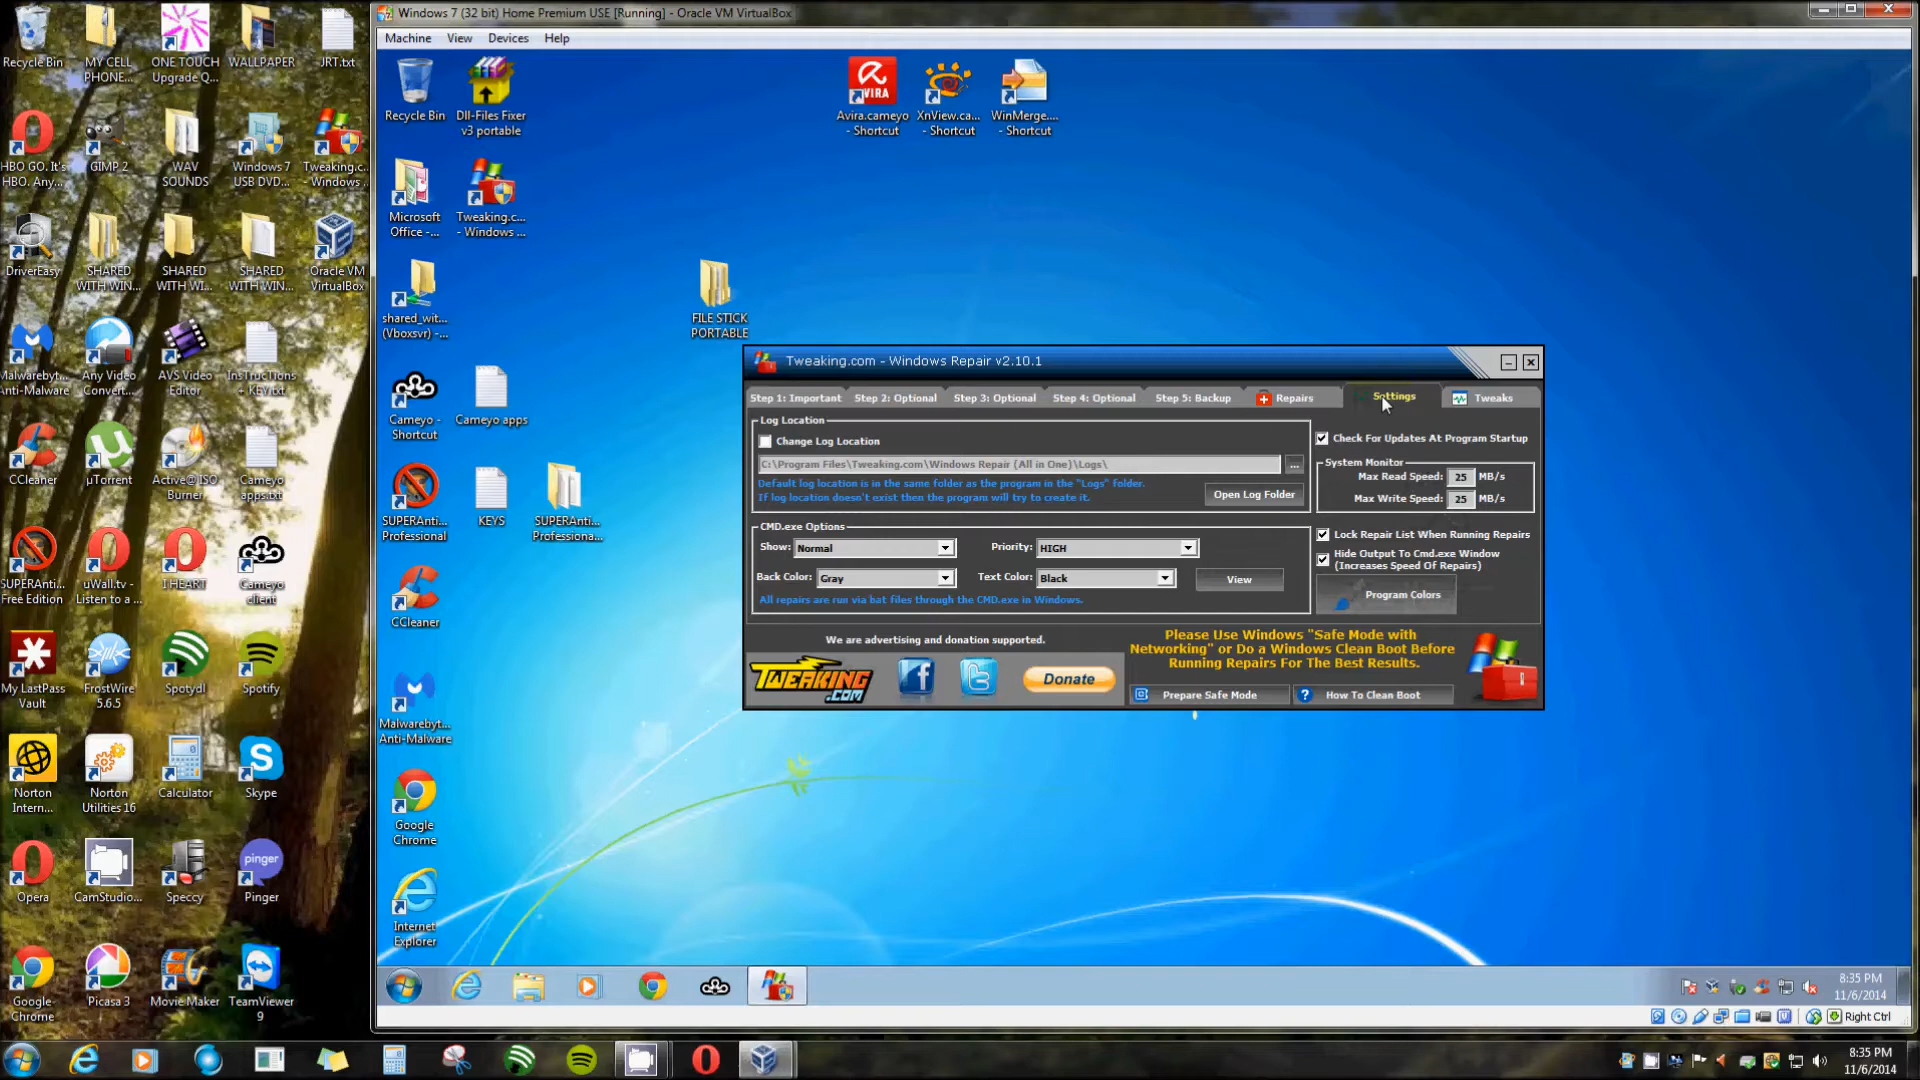 Windows 7 (32 bit) Home Premium USE [Running] - Oracle VM VirtualBox
Machine View Devices Help
Recycle Bin
MY CELL PHONE...
ONE TOUCH Upgrade Q...
WALLPAPER
JRT.txt
HBO GO. It's HBO. Any...
GIMP 2
WAV SOUNDS
Windows 7 USB DVD...
Tweaking.c... - Windows ...
DriverEasy
SHARED WITH WIN...
SHARED WITH WI...
SHARED WITH WIN...
Oracle VM VirtualBox
Malwarebyt... Anti-Malware
Any Video Convert...
AVS Video Editor
InsTrucTions + KEY.txt
CCleaner
µTorrent
Active@ ISO Burner
Cameyo apps.txt
SUPERAnti... Free Edition
uWall.tv - Listen to a ...
I HEART
Cameyo client
My LastPass Vault
FrostWire 5.6.5
Spotydl
Spotify
Norton Intern...
Norton Utilities 16
Calculator
Skype
pinger
Opera
CamStudio...
Speccy
Pinger
Google Chrome
Picasa 3
Movie Maker
TeamViewer 9
Recycle Bin
Dll-Files Fixer v3 portable
VIRA
Avira.cameyo - Shortcut
XnView.ca... - Shortcut
WinMerge.... - Shortcut
Microsoft Office -...
Tweaking.c... - Windows ...
shared_wit... (Vboxsvr) -...
FILE STICK PORTABLE
Cameyo - Shortcut
Cameyo apps
SUPERAnti... Professional
KEYS
SUPERAnti... Professiona...
CCleaner
Malwarebyt... Anti-Malware
Google Chrome
Internet Explorer
Tweaking.com - Windows Repair v2.10.1
Step 1: Important Step 2: Optional Step 3: Optional Step 4: Optional Step 5: Backup Repairs Settings Tweaks
Log Location
Change Log Location
C:\Program Files\Tweaking.com\Windows Repair (All in One)\Logs\
...
Default log location is in the same folder as the program in the "Logs" folder.
If log location doesn't exist then the program will try to create it.
Open Log Folder
CMD.exe Options
Show: Normal Priority: HIGH
Back Color: Gray Text Color: Black View
All repairs are run via bat files through the CMD.exe in Windows.
Check For Updates At Program Startup
System Monitor
Max Read Speed: 25 MB/s
Max Write Speed: 25 MB/s
Lock Repair List When Running Repairs
Hide Output To Cmd.exe Window
(Increases Speed Of Repairs)
Program Colors
We are advertising and donation supported.
TWEAKING.COM
Donate
Please Use Windows "Safe Mode with
Networking" or Do a Windows Clean Boot Before
Running Repairs For The Best Results.
Prepare Safe Mode
? How To Clean Boot
8:35 PM
11/6/2014
Right Ctrl
8:35 PM
11/6/2014